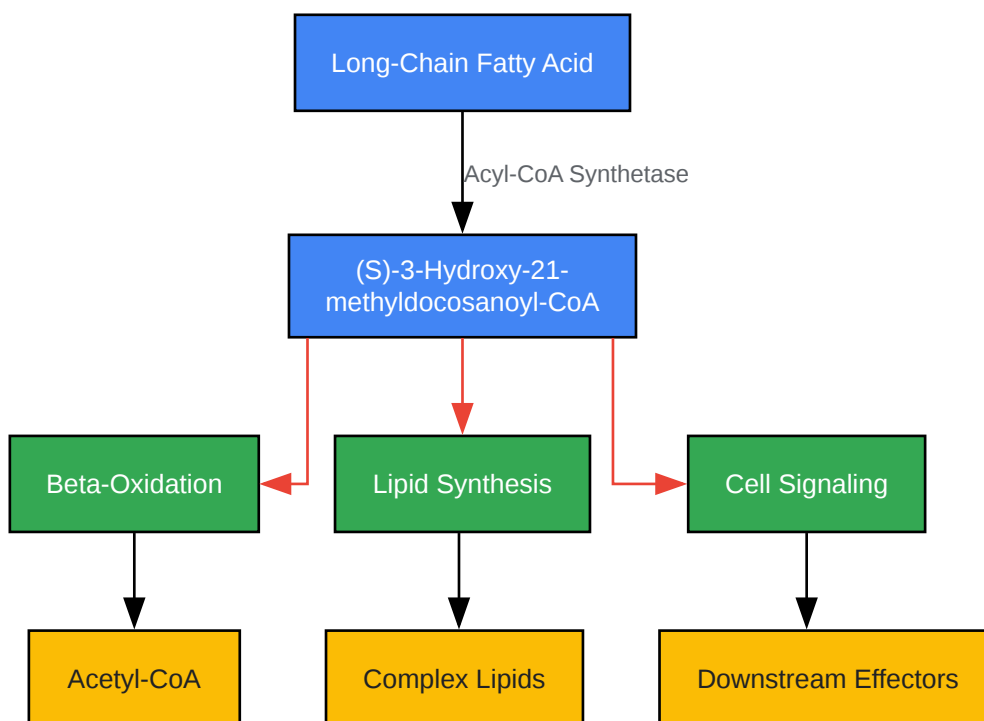 Long-Chain Fatty Acid
Acyl-CoA Synthetase
(S)-3-Hydroxy-21-
methyldocosanoyl-CoA
Beta-Oxidation
Lipid Synthesis
Cell Signaling
Acetyl-CoA
Complex Lipids
Downstream Effectors